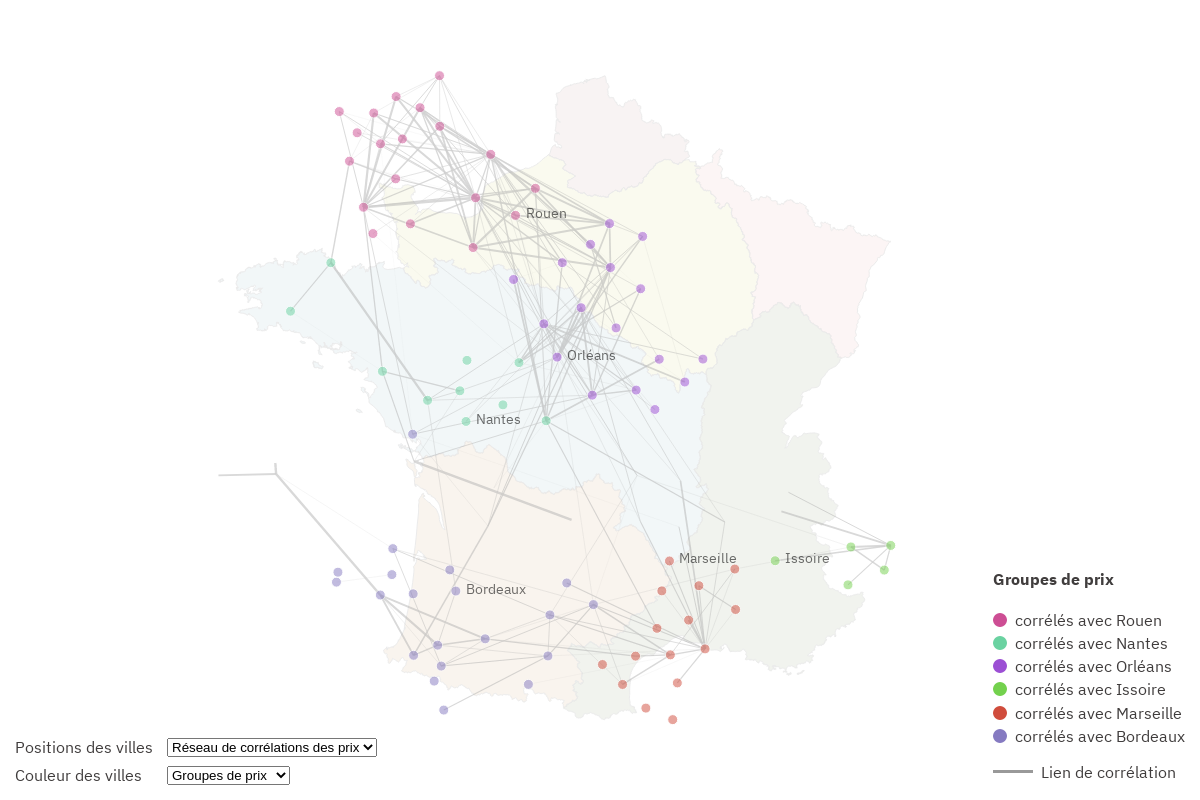 Rouen
Orléans
Nantes
Marseille
Issoire
Bordeaux
Groupes de prix
corrélés avec Rouen
corrélés avec Nantes
corrélés avec Orléans
corrélés avec Issoire
corrélés avec Marseille
corrélés avec Bordeaux
Lien de corrélation
Positions des villes Réseau de corrélations des prix
Couleur des villes Groupes de prix